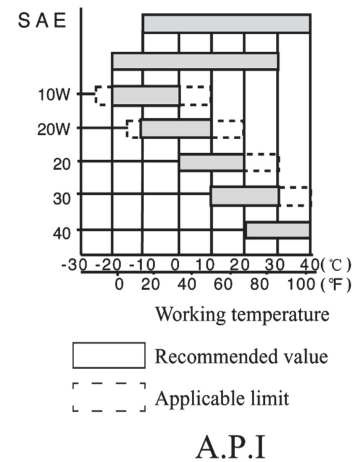 SAE
10W
20W
20
30
40
-30 -20 -10 0 10 20 30 40(℃)
0 20 40 60 80 100(°F)
Working temperature
Recommended value
Applicable limit
A.P.I